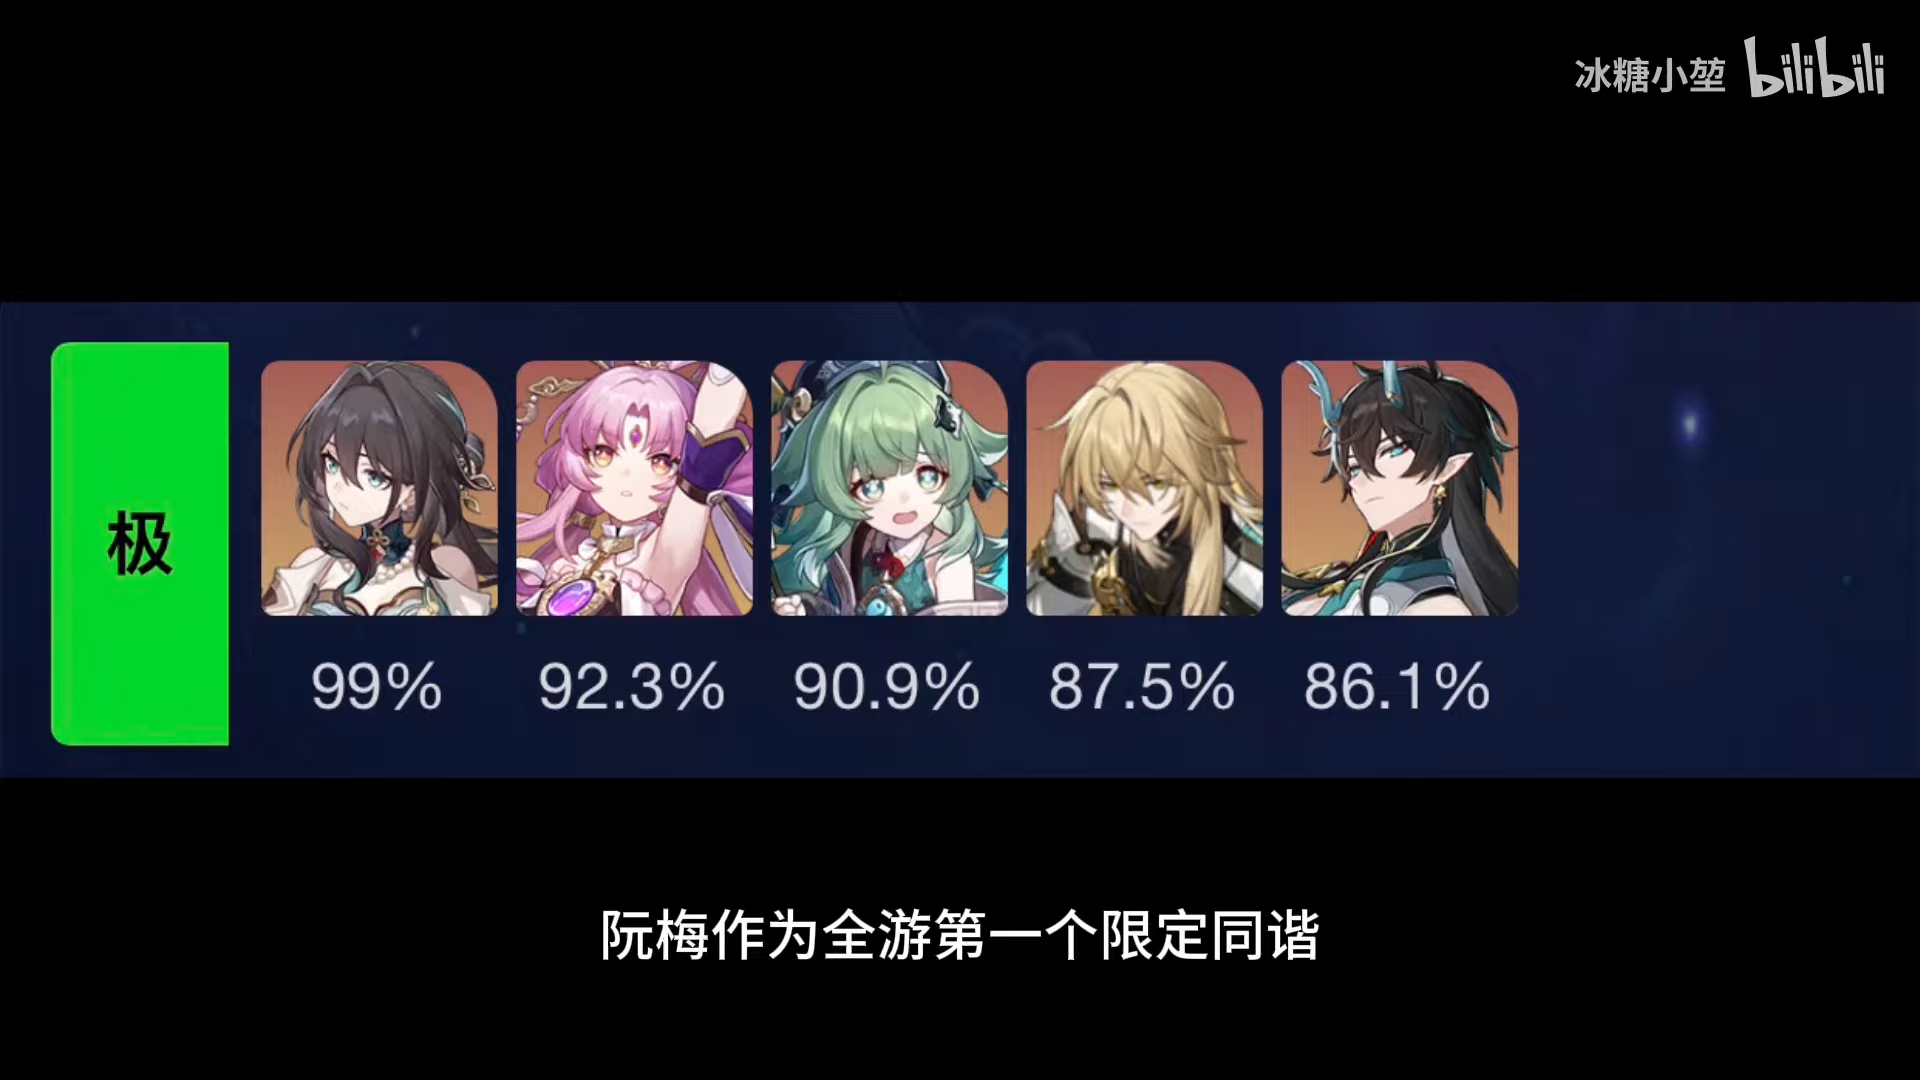 冰糖小堃 bilibili
极
99% 92.3% 90.9% 87.5% 86.1%
阮梅作为全游第一个限定同谐